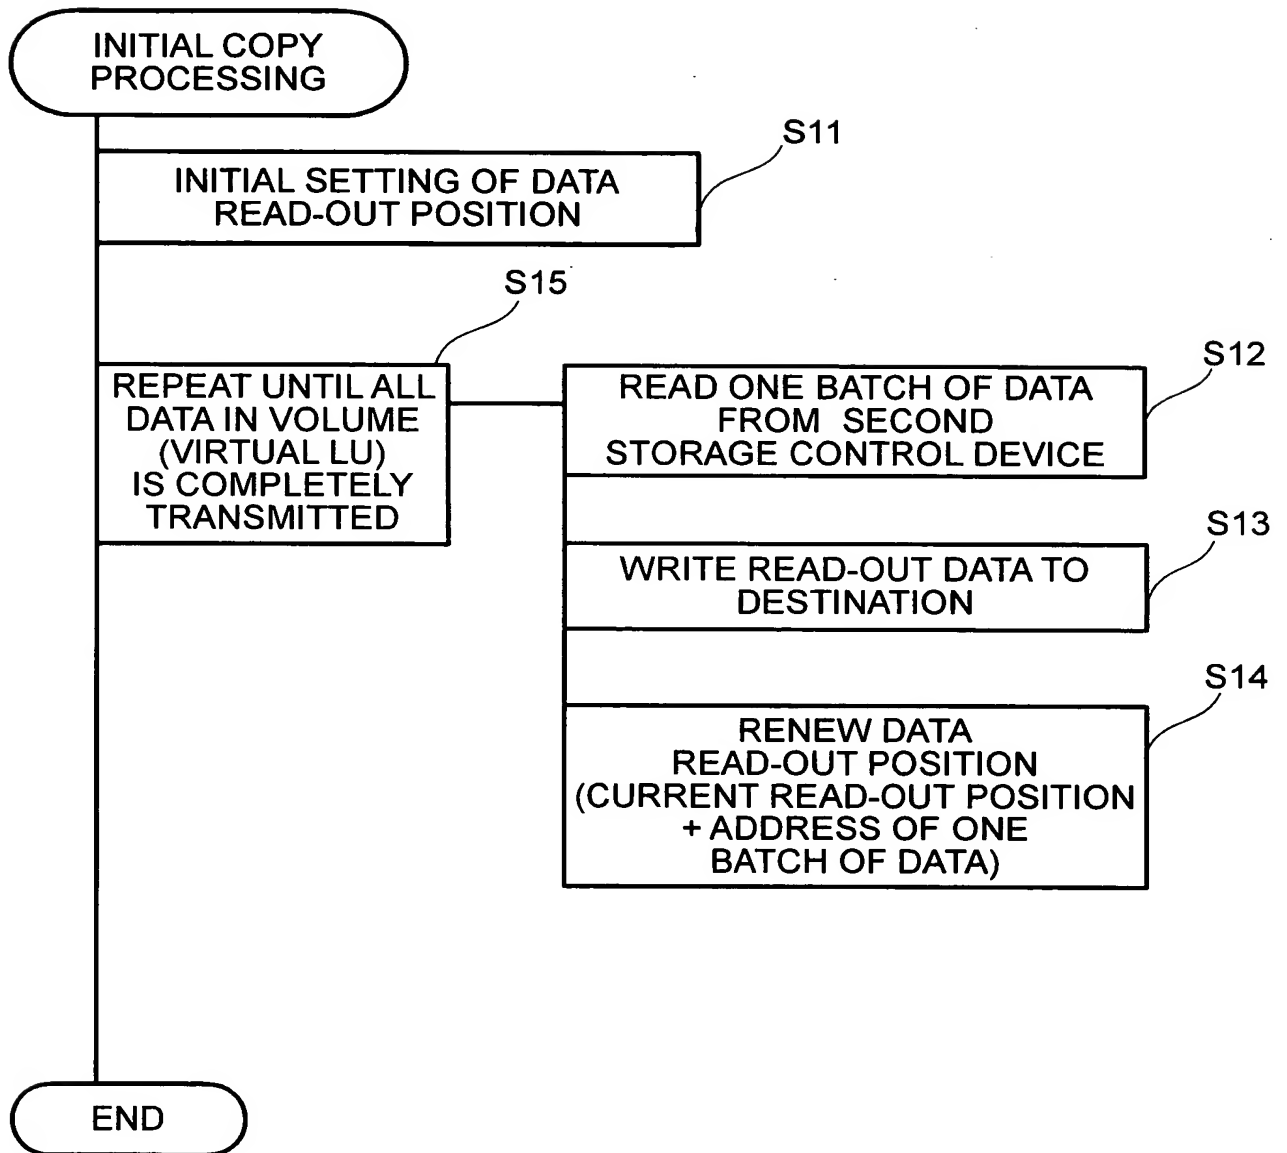 INITIAL COPY
PROCESSING
S11
INITIAL SETTING OF DATA
READ-OUT POSITION
S15
REPEAT UNTIL ALL
DATA IN VOLUME
(VIRTUAL LU)
IS COMPLETELY
TRANSMITTED
S12
READ ONE BATCH OF DATA
FROM SECOND
STORAGE CONTROL DEVICE
S13
WRITE READ-OUT DATA TO
DESTINATION
S14
RENEW DATA
READ-OUT POSITION
(CURRENT READ-OUT POSITION
+ ADDRESS OF ONE
BATCH OF DATA)
END